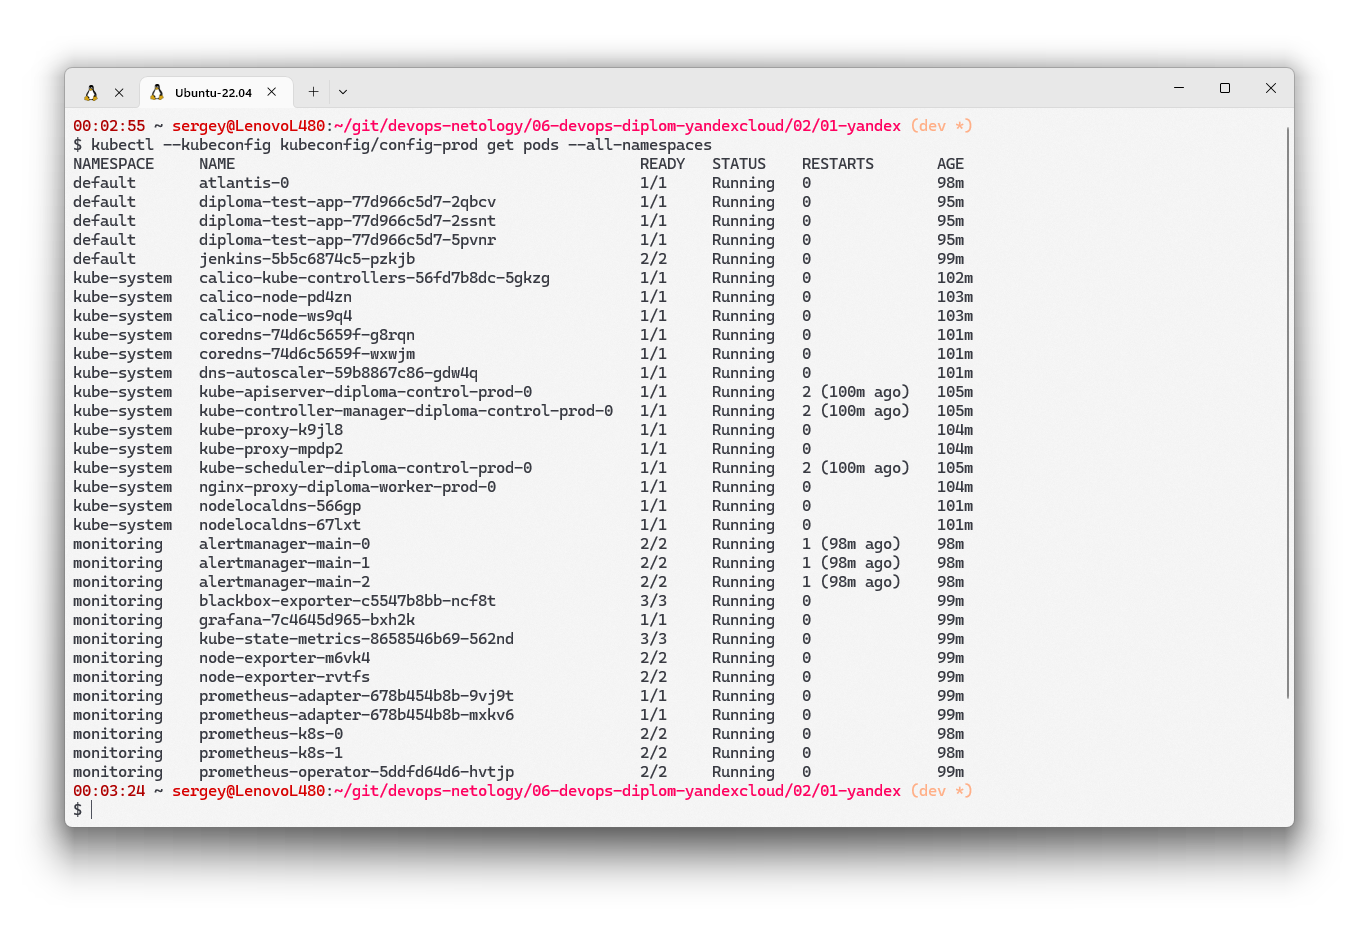 Ubuntu-22.04
00:02:55 ~ sergey@LenovoL480:~/git/devops-netology/06-devops-diplom-yandexcloud/02/01-yandex (dev *)
$ kubectl --kubeconfig kubeconfig/config-prod get pods --all-namespaces
NAMESPACE     NAME                                             READY   STATUS    RESTARTS       AGE
default       atlantis-0                                       1/1     Running   0              98m
default       diploma-test-app-77d966c5d7-2qbcv                1/1     Running   0              95m
default       diploma-test-app-77d966c5d7-2ssnt                1/1     Running   0              95m
default       diploma-test-app-77d966c5d7-5pvnr                1/1     Running   0              95m
default       jenkins-5b5c6874c5-pzkjb                         2/2     Running   0              99m
kube-system   calico-kube-controllers-56fd7b8dc-5gkzg          1/1     Running   0              102m
kube-system   calico-node-pd4zn                                1/1     Running   0              103m
kube-system   calico-node-ws9q4                                1/1     Running   0              103m
kube-system   coredns-74d6c5659f-g8rqn                         1/1     Running   0              101m
kube-system   coredns-74d6c5659f-wxwjm                         1/1     Running   0              101m
kube-system   dns-autoscaler-59b8867c86-gdw4q                  1/1     Running   0              101m
kube-system   kube-apiserver-diploma-control-prod-0            1/1     Running   2 (100m ago)   105m
kube-system   kube-controller-manager-diploma-control-prod-0   1/1     Running   2 (100m ago)   105m
kube-system   kube-proxy-k9jl8                                 1/1     Running   0              104m
kube-system   kube-proxy-mpdp2                                 1/1     Running   0              104m
kube-system   kube-scheduler-diploma-control-prod-0            1/1     Running   2 (100m ago)   105m
kube-system   nginx-proxy-diploma-worker-prod-0                1/1     Running   0              104m
kube-system   nodelocaldns-566gp                               1/1     Running   0              101m
kube-system   nodelocaldns-67lxt                               1/1     Running   0              101m
monitoring    alertmanager-main-0                              2/2     Running   1 (98m ago)    98m
monitoring    alertmanager-main-1                              2/2     Running   1 (98m ago)    98m
monitoring    alertmanager-main-2                              2/2     Running   1 (98m ago)    98m
monitoring    blackbox-exporter-c5547b8bb-ncf8t                3/3     Running   0              99m
monitoring    grafana-7c4645d965-bxh2k                         1/1     Running   0              99m
monitoring    kube-state-metrics-8658546b69-562nd              3/3     Running   0              99m
monitoring    node-exporter-m6vk4                              2/2     Running   0              99m
monitoring    node-exporter-rvtfs                              2/2     Running   0              99m
monitoring    prometheus-adapter-678b454b8b-9vj9t              1/1     Running   0              99m
monitoring    prometheus-adapter-678b454b8b-mxkv6              1/1     Running   0              99m
monitoring    prometheus-k8s-0                                 2/2     Running   0              98m
monitoring    prometheus-k8s-1                                 2/2     Running   0              98m
monitoring    prometheus-operator-5ddfd64d6-hvtjp              2/2     Running   0              99m
00:03:24 ~ sergey@LenovoL480:~/git/devops-netology/06-devops-diplom-yandexcloud/02/01-yandex (dev *)
$